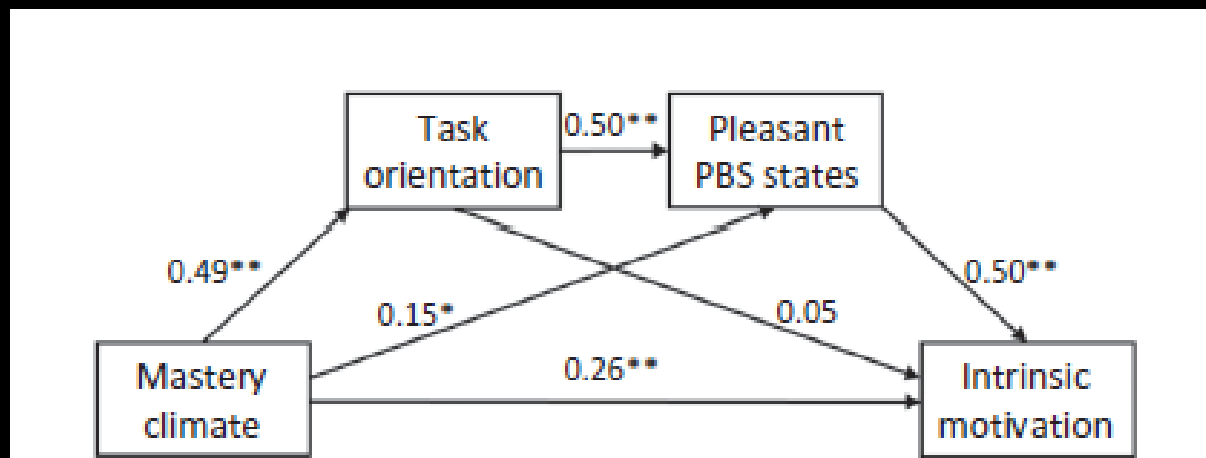 Task
orientation
0.50**
Pleasant
PBS states
0.49**
0.15*
0.05
0.50**
0.26**
Mastery
climate
Intrinsic
motivation